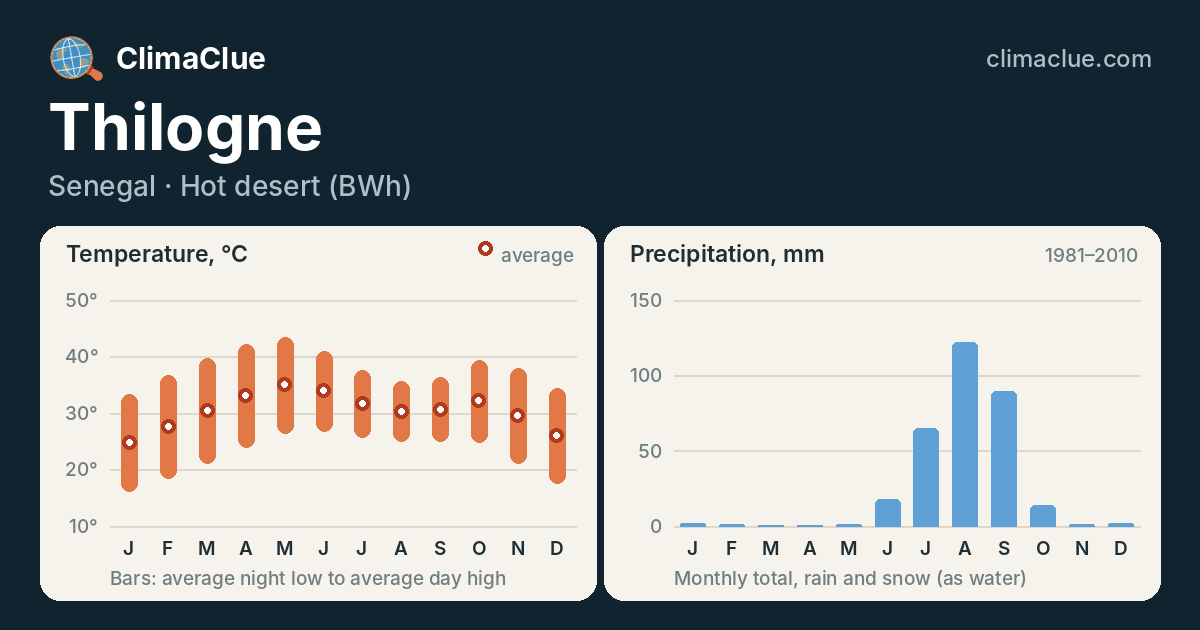 ClimaClue
climaclue.com
Thilogne
Senegal · Hot desert (BWh)
Temperature, °C
average
50°
40°
30°
20°
10°
J F M A M J J A S O N D
Bars: average night low to average day high
Precipitation, mm
1981–2010
150
100
50
0
J F M A M J J A S O N D
Monthly total, rain and snow (as water)